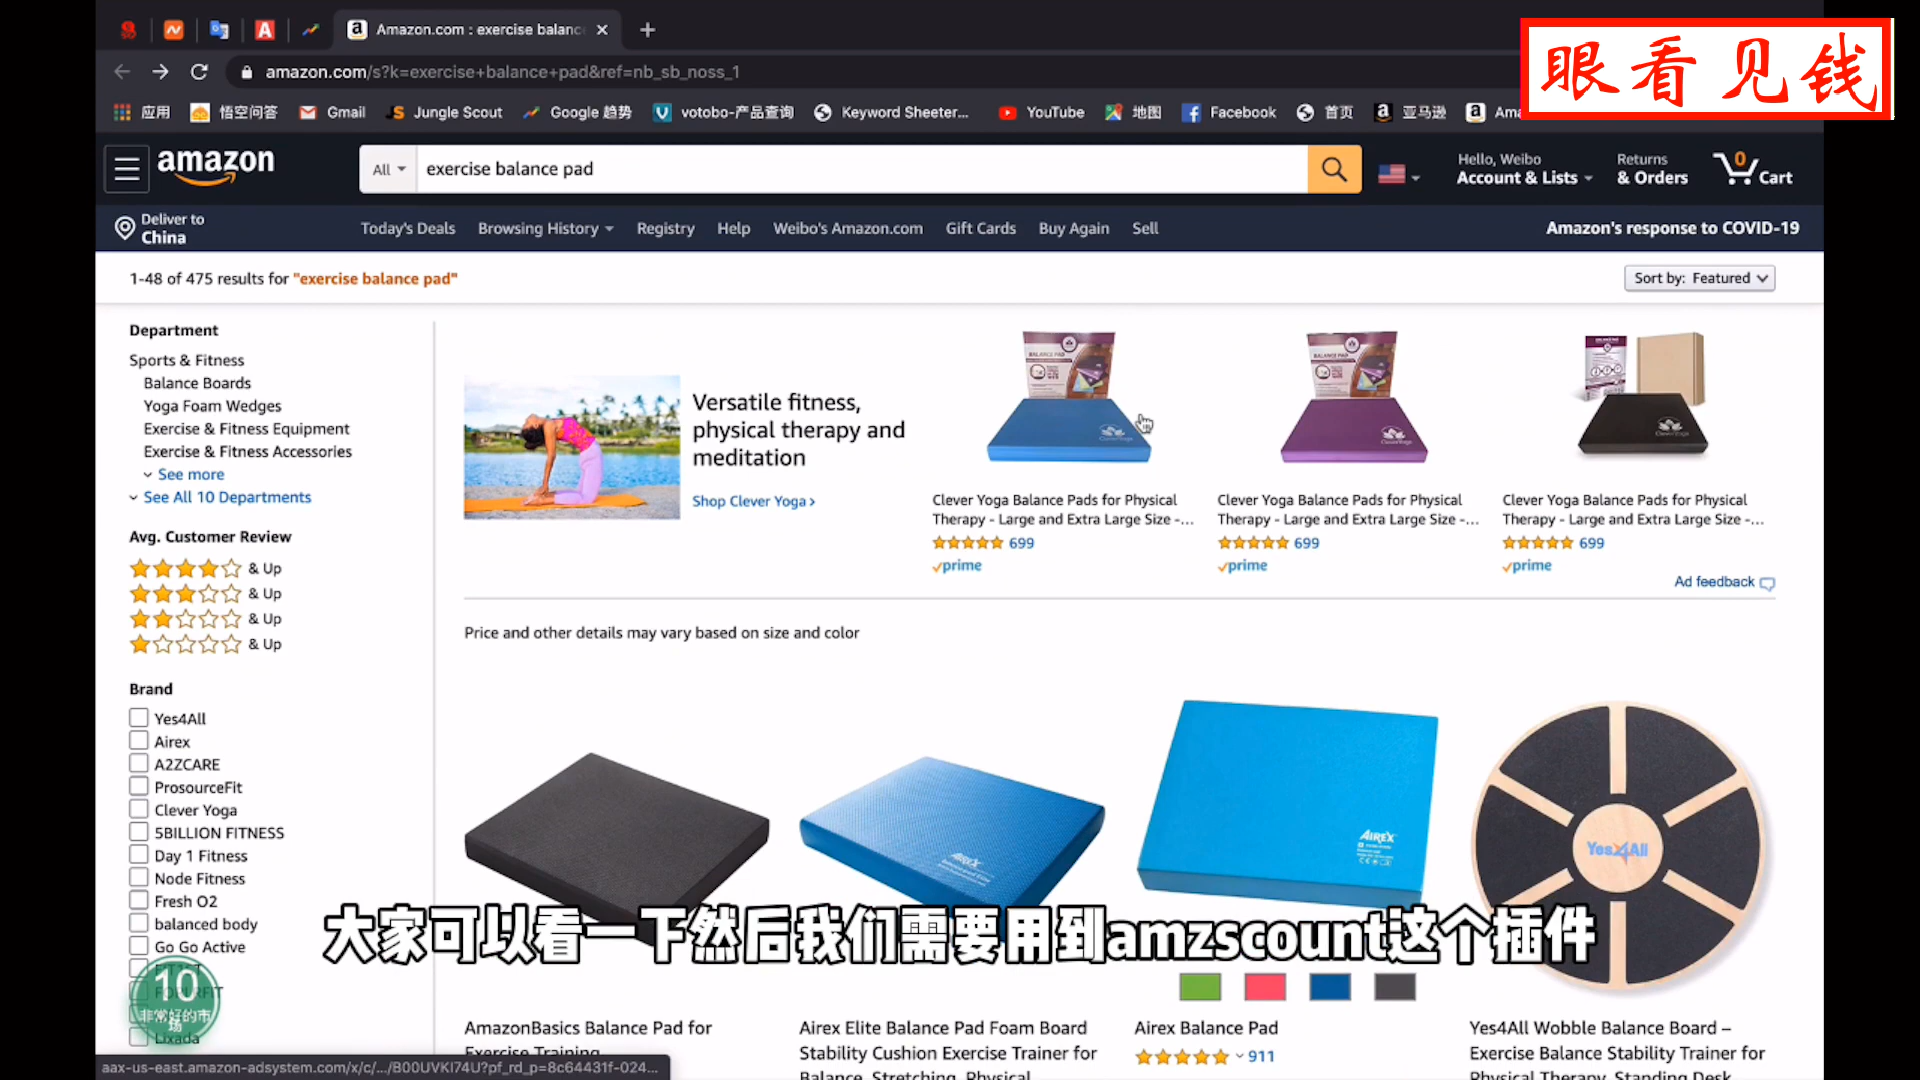 Amazon.com : exercise balanc
眼看见钱
amazon.com/s?k=exercise+balance+pad&ref=nb_sb_noss_1
应用 悟空问答 Gmail Jungle Scout Google 趋势 votobo-产品查询 Keyword Sheeter... YouTube 地图 Facebook 首页 亚马逊 Ama
amazon
All
exercise balance pad
Hello, Weibo
Account & Lists
Returns
& Orders
0
Cart
Deliver to
China
Today's Deals Browsing History Registry Help Weibo's Amazon.com Gift Cards Buy Again Sell
Amazon's response to COVID-19
1-48 of 475 results for "exercise balance pad"
Sort by: Featured
Department
Sports & Fitness
Balance Boards
Yoga Foam Wedges
Exercise & Fitness Equipment
Exercise & Fitness Accessories
See more
See All 10 Departments
Avg. Customer Review
& Up
& Up
& Up
& Up
Brand
Yes4All
Airex
A2ZCARE
ProsourceFit
Clever Yoga
5BILLION FITNESS
Day 1 Fitness
Node Fitness
Fresh O2
balanced body
Go Go Active
10
非常好的市
场
Lixada
Versatile fitness,
physical therapy and
meditation
Shop Clever Yoga ›
BALANCE PAD
BALANCE PAD
Clever Yoga Balance Pads for Physical
Therapy - Large and Extra Large Size -...
699
prime
Clever Yoga Balance Pads for Physical
Therapy - Large and Extra Large Size -...
699
prime
Clever Yoga Balance Pads for Physical
Therapy - Large and Extra Large Size -...
699
prime
Ad feedback
Price and other details may vary based on size and color
AIREX
AIREX
Yes4All
大家可以看一下然后我们需要用到amzscount这个插件
AmazonBasics Balance Pad for
Exercise Training
Airex Elite Balance Pad Foam Board
Stability Cushion Exercise Trainer for
Balance, Stretching, Physical
Airex Balance Pad
911
Yes4All Wobble Balance Board –
Exercise Balance Stability Trainer for
Physical Therapy, Standing Desk
aax-us-east.amazon-adsystem.com/x/c/.../B00UVKI74U?pf_rd_p=8c64431f-024...